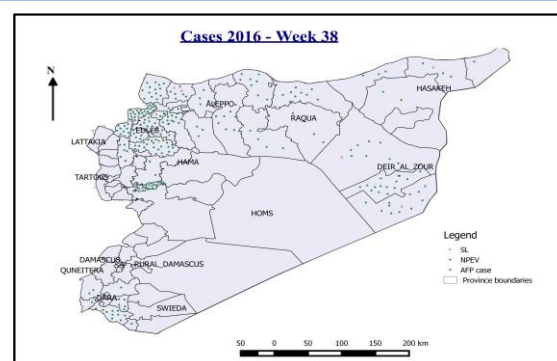 Cases 2016 - Week 38
N
ALEPPO
HASAKEH
RAQUA
EDLEB
LATTAKIA
HAMA
DEIR_AL_ZOUR
TARTOUS
HOMS
DAMASCUS
RURAL_DAMASCUS
QUNEITERA
DARA
SWIEDA
Legend
SL
NPEV
AFP case
Province boundaries
50 0 50 100 150 200 km